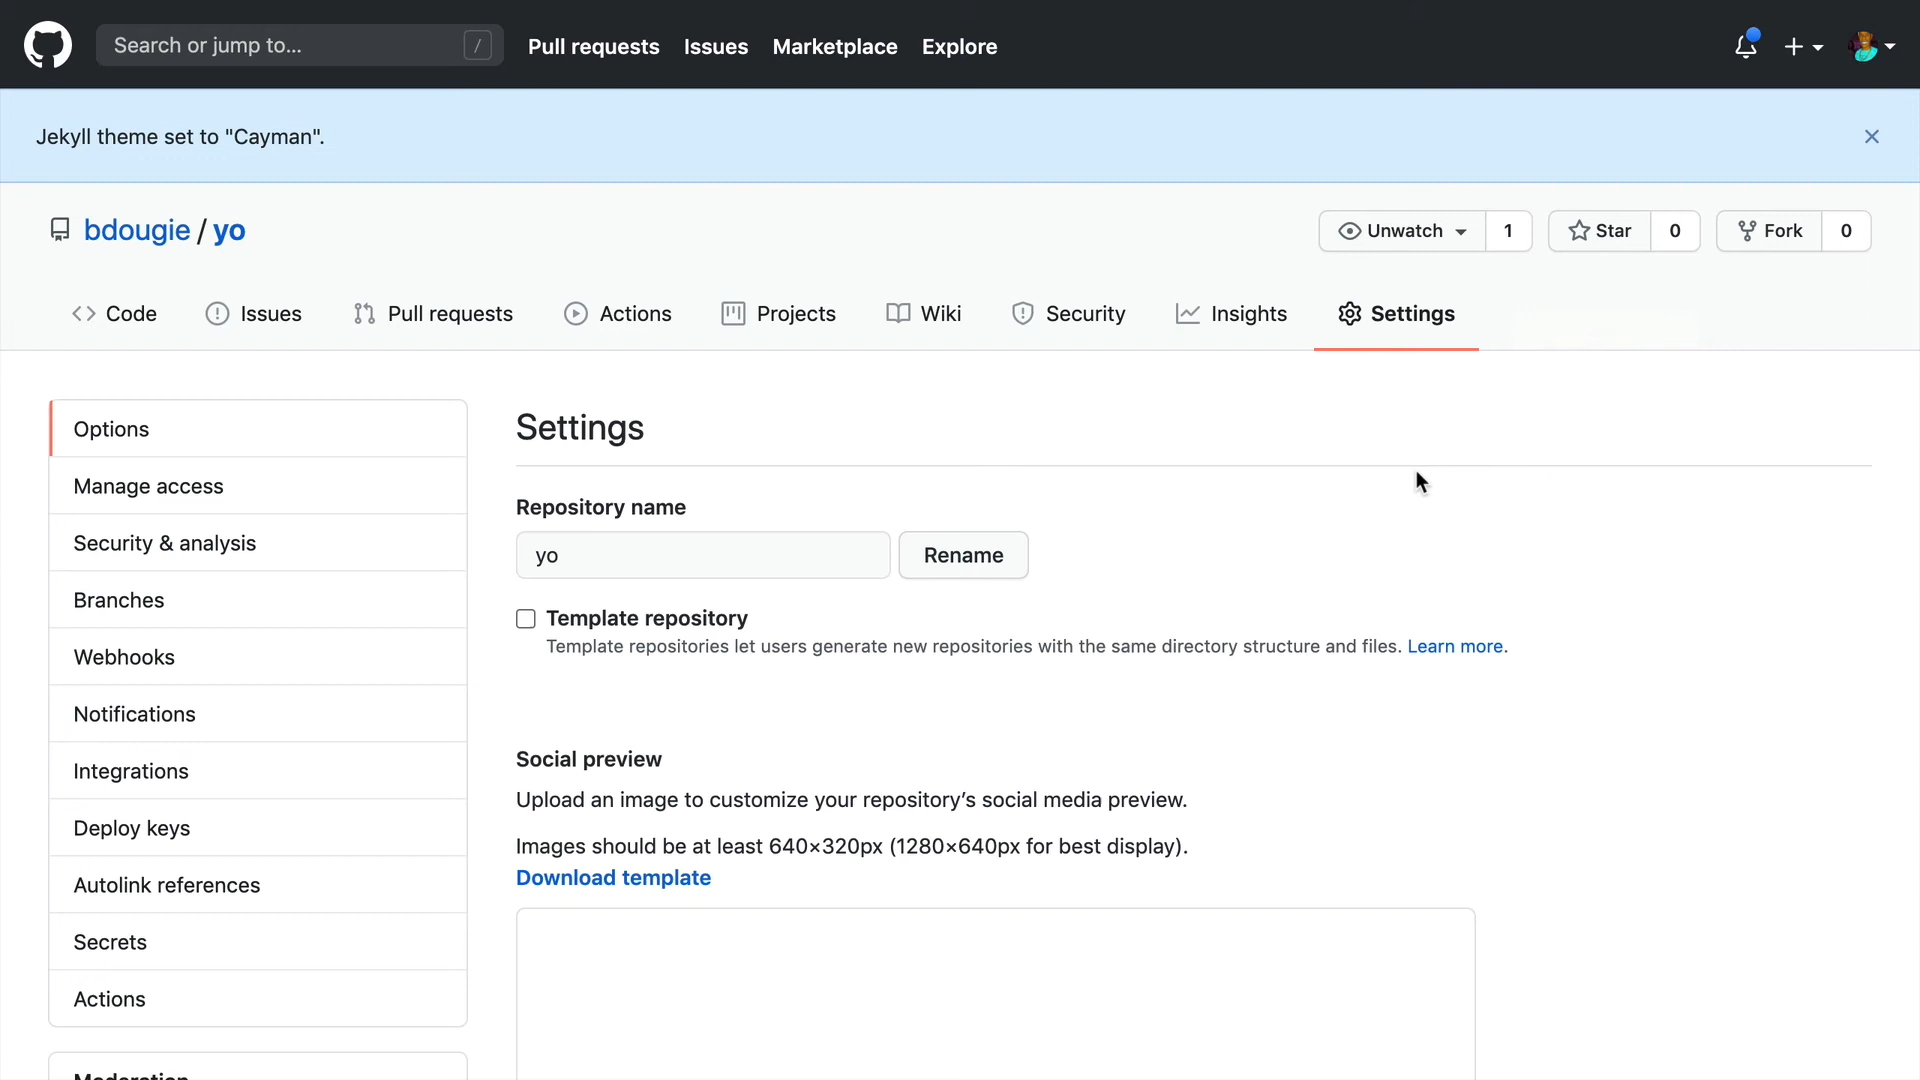 Search or jump to... /
Pull requests Issues Marketplace Explore
Jekyll theme set to "Cayman".
bdougie / yo
Unwatch 1 Star 0 Fork 0
Code Issues Pull requests Actions Projects Wiki Security Insights Settings
Options
Manage access
Security & analysis
Branches
Webhooks
Notifications
Integrations
Deploy keys
Autolink references
Secrets
Actions
Moderation
Settings
Repository name
yo Rename
Template repository
Template repositories let users generate new repositories with the same directory structure and files. Learn more.
Social preview
Upload an image to customize your repository’s social media preview.
Images should be at least 640×320px (1280×640px for best display).
Download template